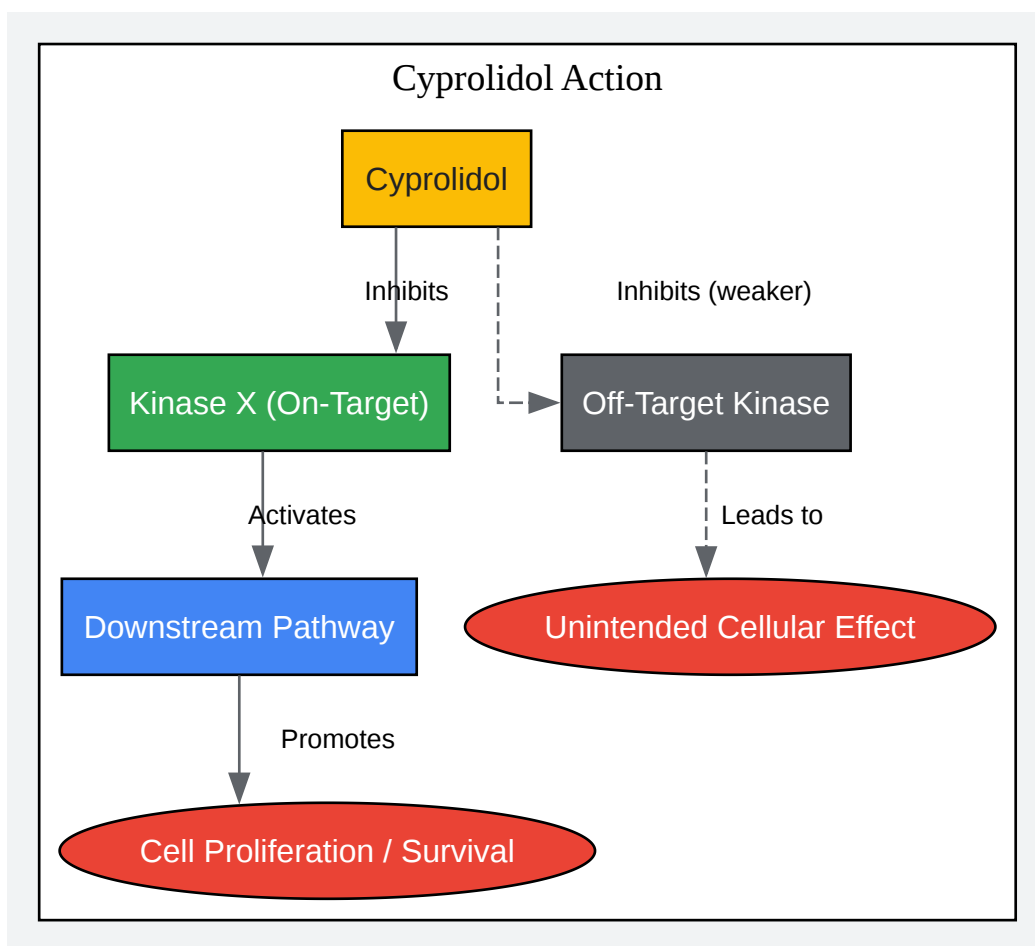 Cyprolidol Action
Cyprolidol
Inhibits
Inhibits (weaker)
Kinase X (On-Target)
Off-Target Kinase
Activates
Leads to
Downstream Pathway
Unintended Cellular Effect
Promotes
Cell Proliferation / Survival